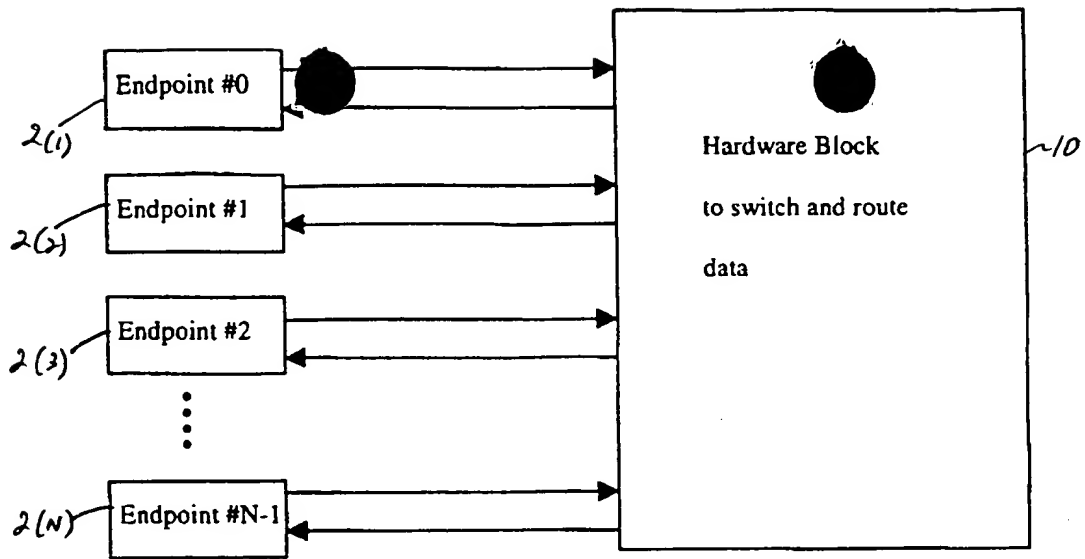 Endpoint #0
2(1)
Endpoint #1
2(2)
Endpoint #2
2(3)
Endpoint #N-1
2(N)
Hardware Block
to switch and route
data
10